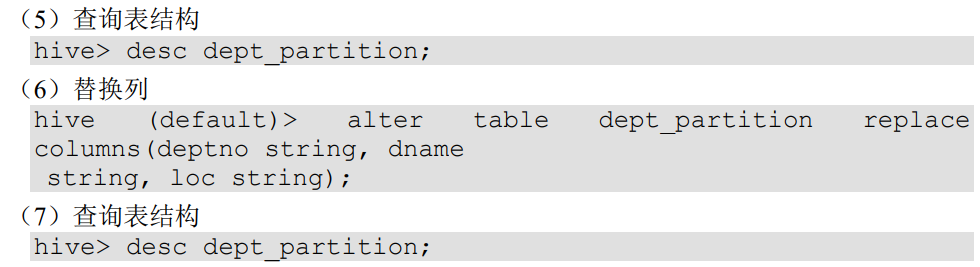 （5）查询表结构
hive> desc dept_partition;
（6）替换列
hive (default)> alter table dept_partition replace
columns(deptno string, dname
string, loc string);
（7）查询表结构
hive> desc dept_partition;